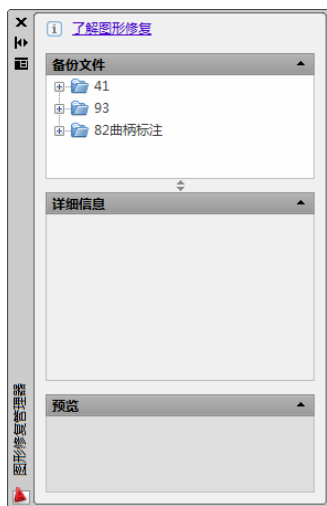 了解图形修复
备份文件
41
93
82曲柄标注
详细信息
预览
图形修复管理器